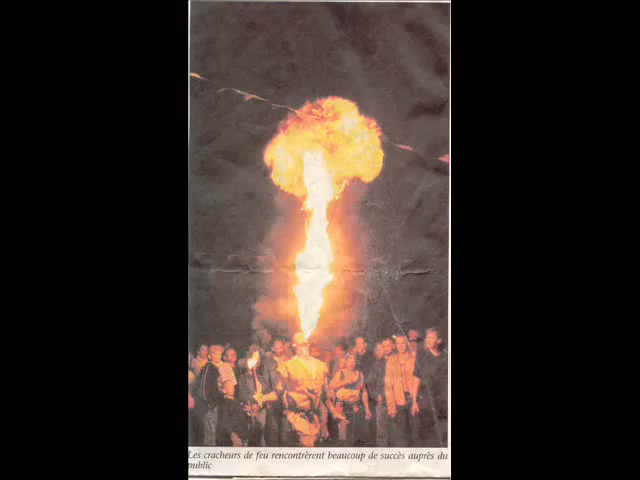 Les cracheurs de feu rencontrèrent beaucoup de succès auprès du
public